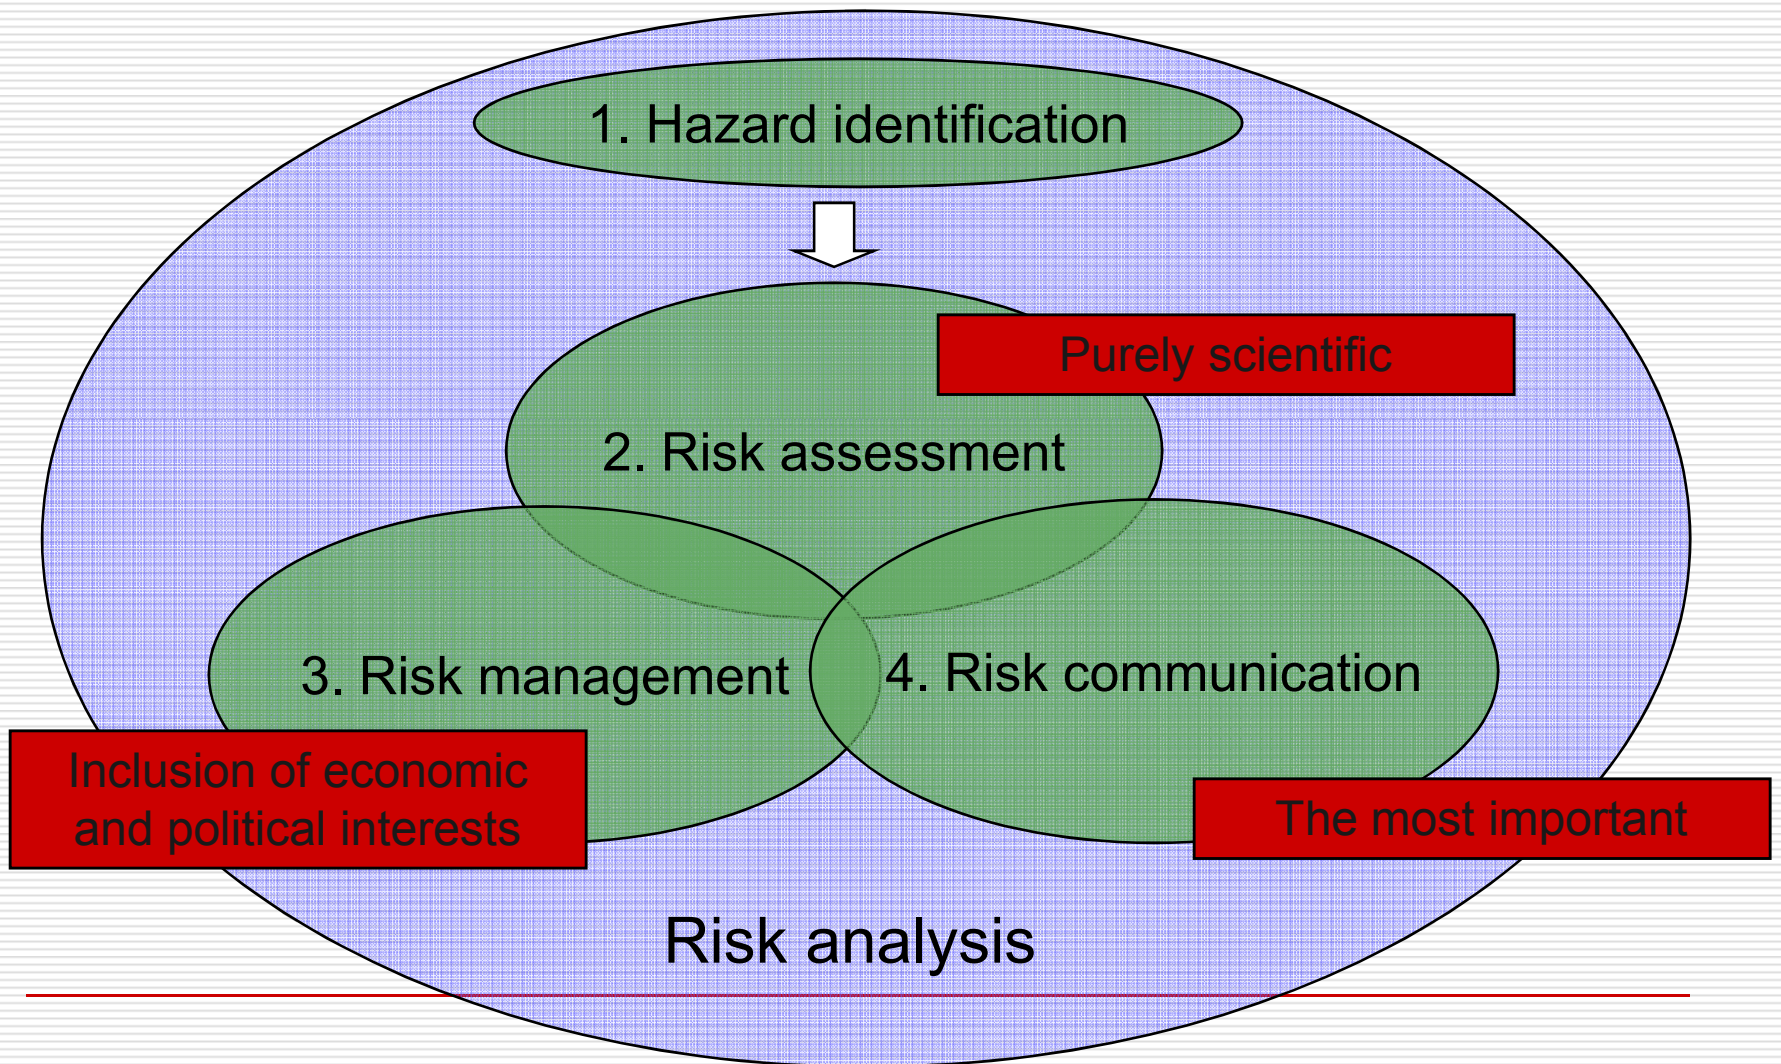 1. Hazard identification
Purely scientific
2. Risk assessment
3. Risk management
4. Risk communication
Inclusion of economic
and political interests
The most important
Risk analysis